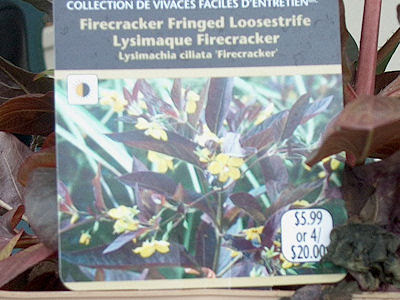 COLLECTION DE VIVACES FACILES D'ENTRETIEN
Firecracker Fringed Loosestrife
Lysimaque Firecracker
Lysimachia ciliata 'Firecracker'
$5.99
or 4/
$20.00